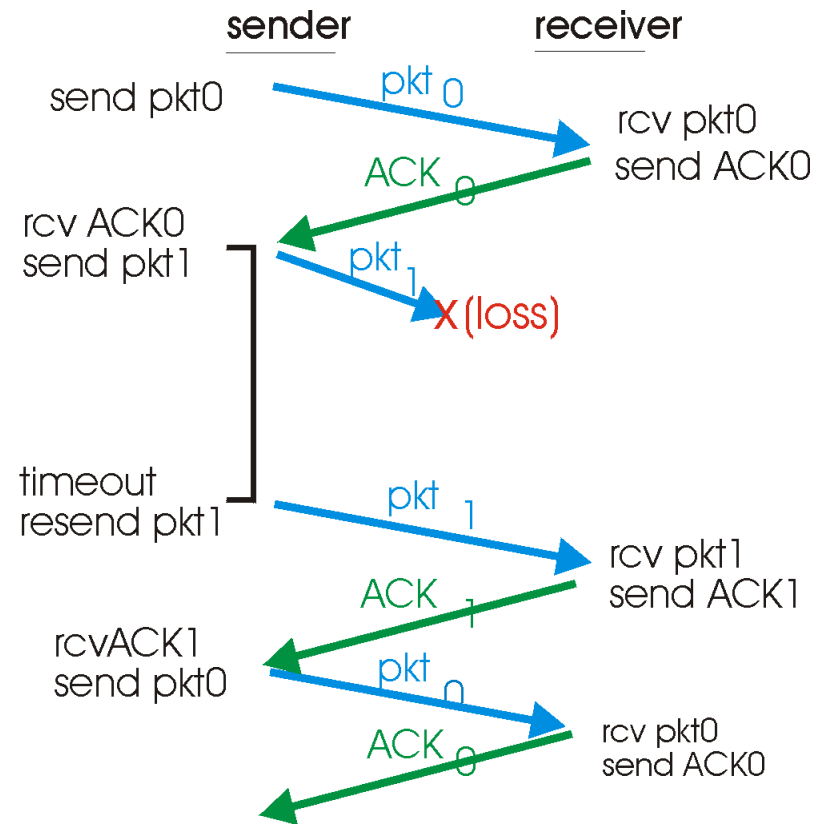 sender
receiver
send pkt0
pkt 0
rcv pkt0
send ACK0
ACK 0
rcv ACK0
send pkt1
pkt 1
X (loss)
timeout
resend pkt1
pkt 1
rcv pkt1
send ACK1
ACK 1
rcvACK1
send pkt0
pkt 0
rcv pkt0
send ACK0
ACK 0